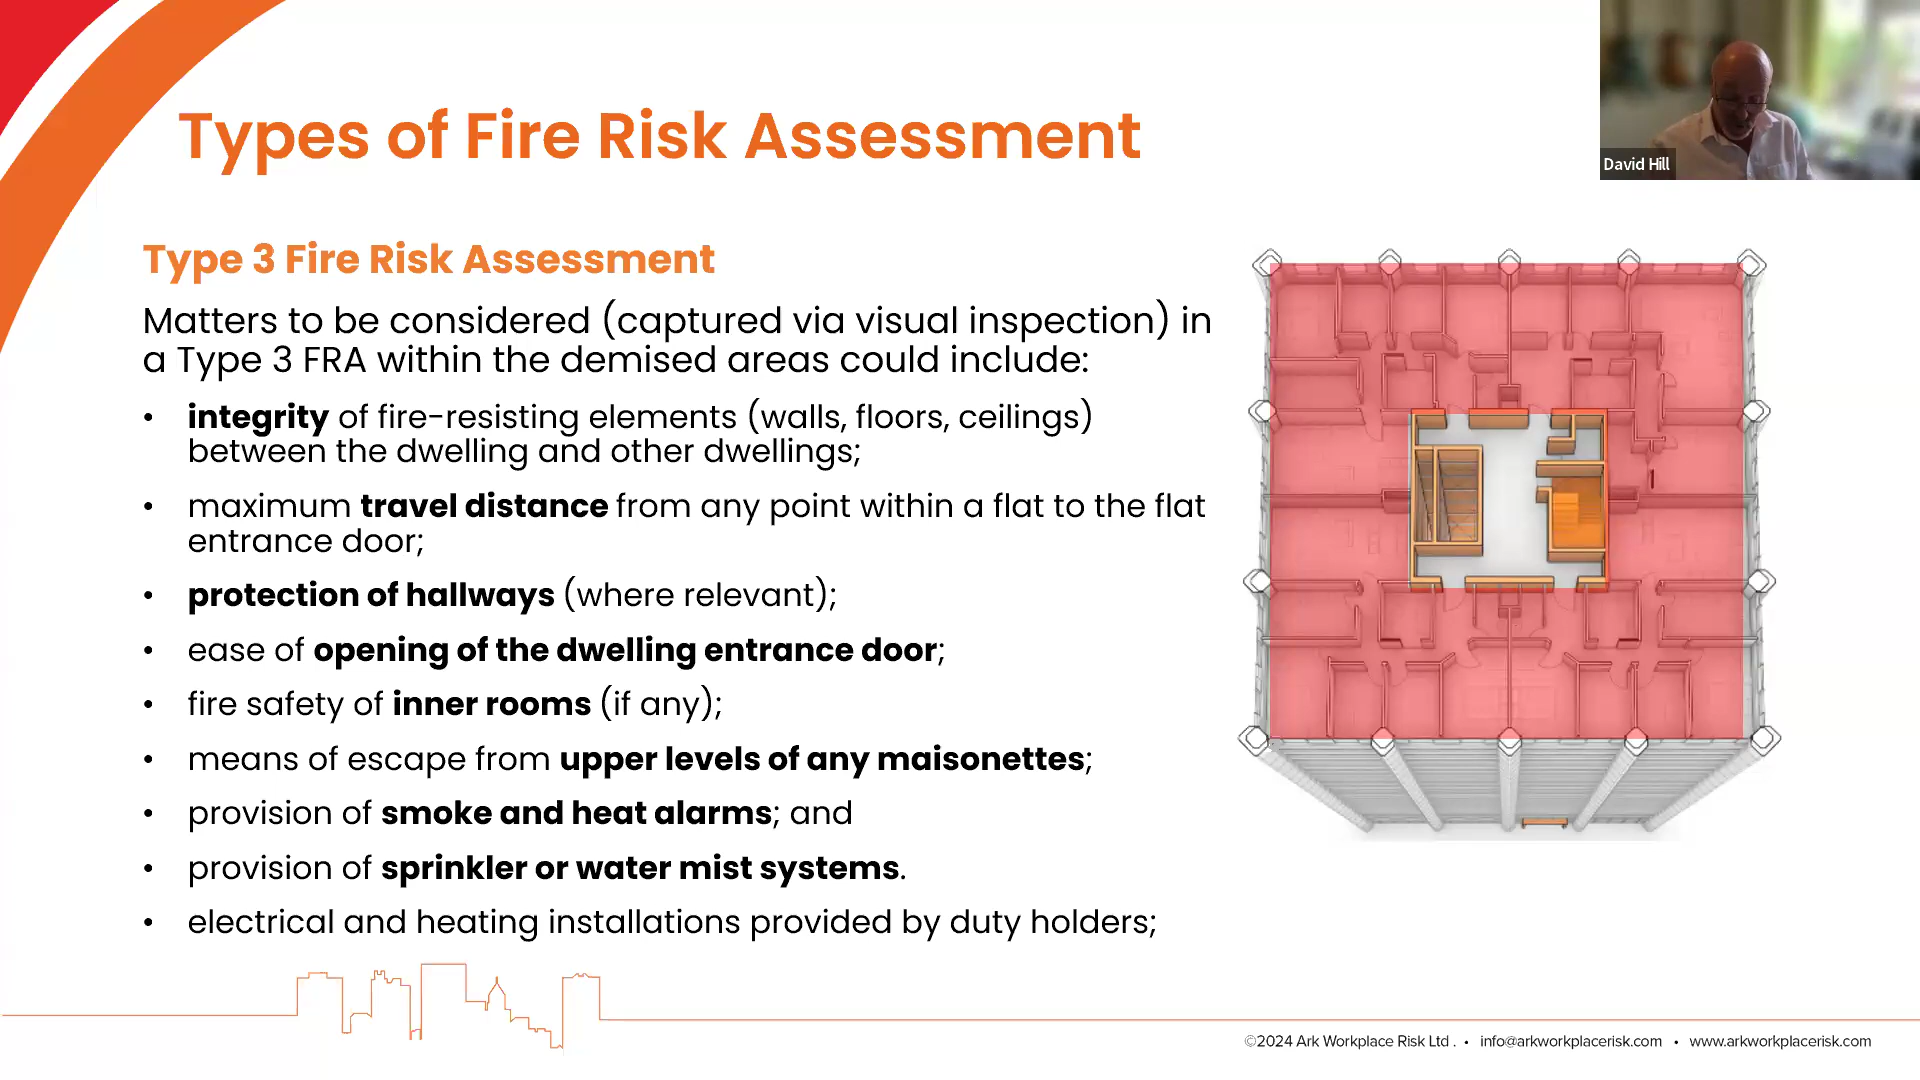 Types of Fire Risk Assessment
David Hill
Type 3 Fire Risk Assessment
Matters to be considered (captured via visual inspection) in
a Type 3 FRA within the demised areas could include:
• integrity of fire-resisting elements (walls, floors, ceilings)
between the dwelling and other dwellings;
• maximum travel distance from any point within a flat to the flat
entrance door;
• protection of hallways (where relevant);
• ease of opening of the dwelling entrance door;
• fire safety of inner rooms (if any);
• means of escape from upper levels of any maisonettes;
• provision of smoke and heat alarms; and
• provision of sprinkler or water mist systems.
• electrical and heating installations provided by duty holders;
©2024 Ark Workplace Risk Ltd . • info@arkworkplacerisk.com • www.arkworkplacerisk.com